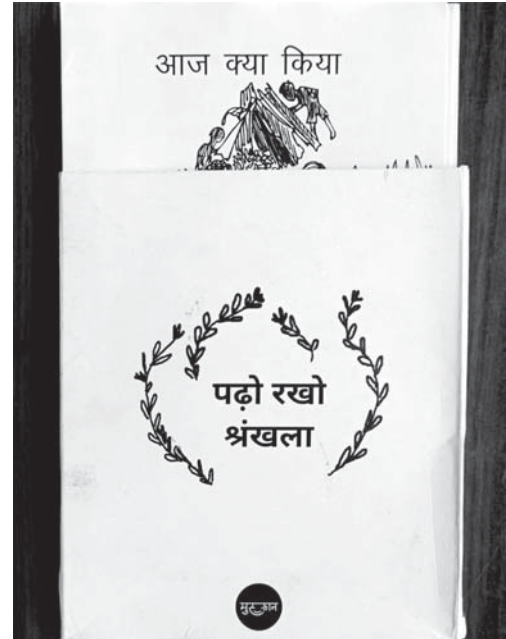 आज क्या किया
पढ़ो रखो
श्रंखला
मुस्कान